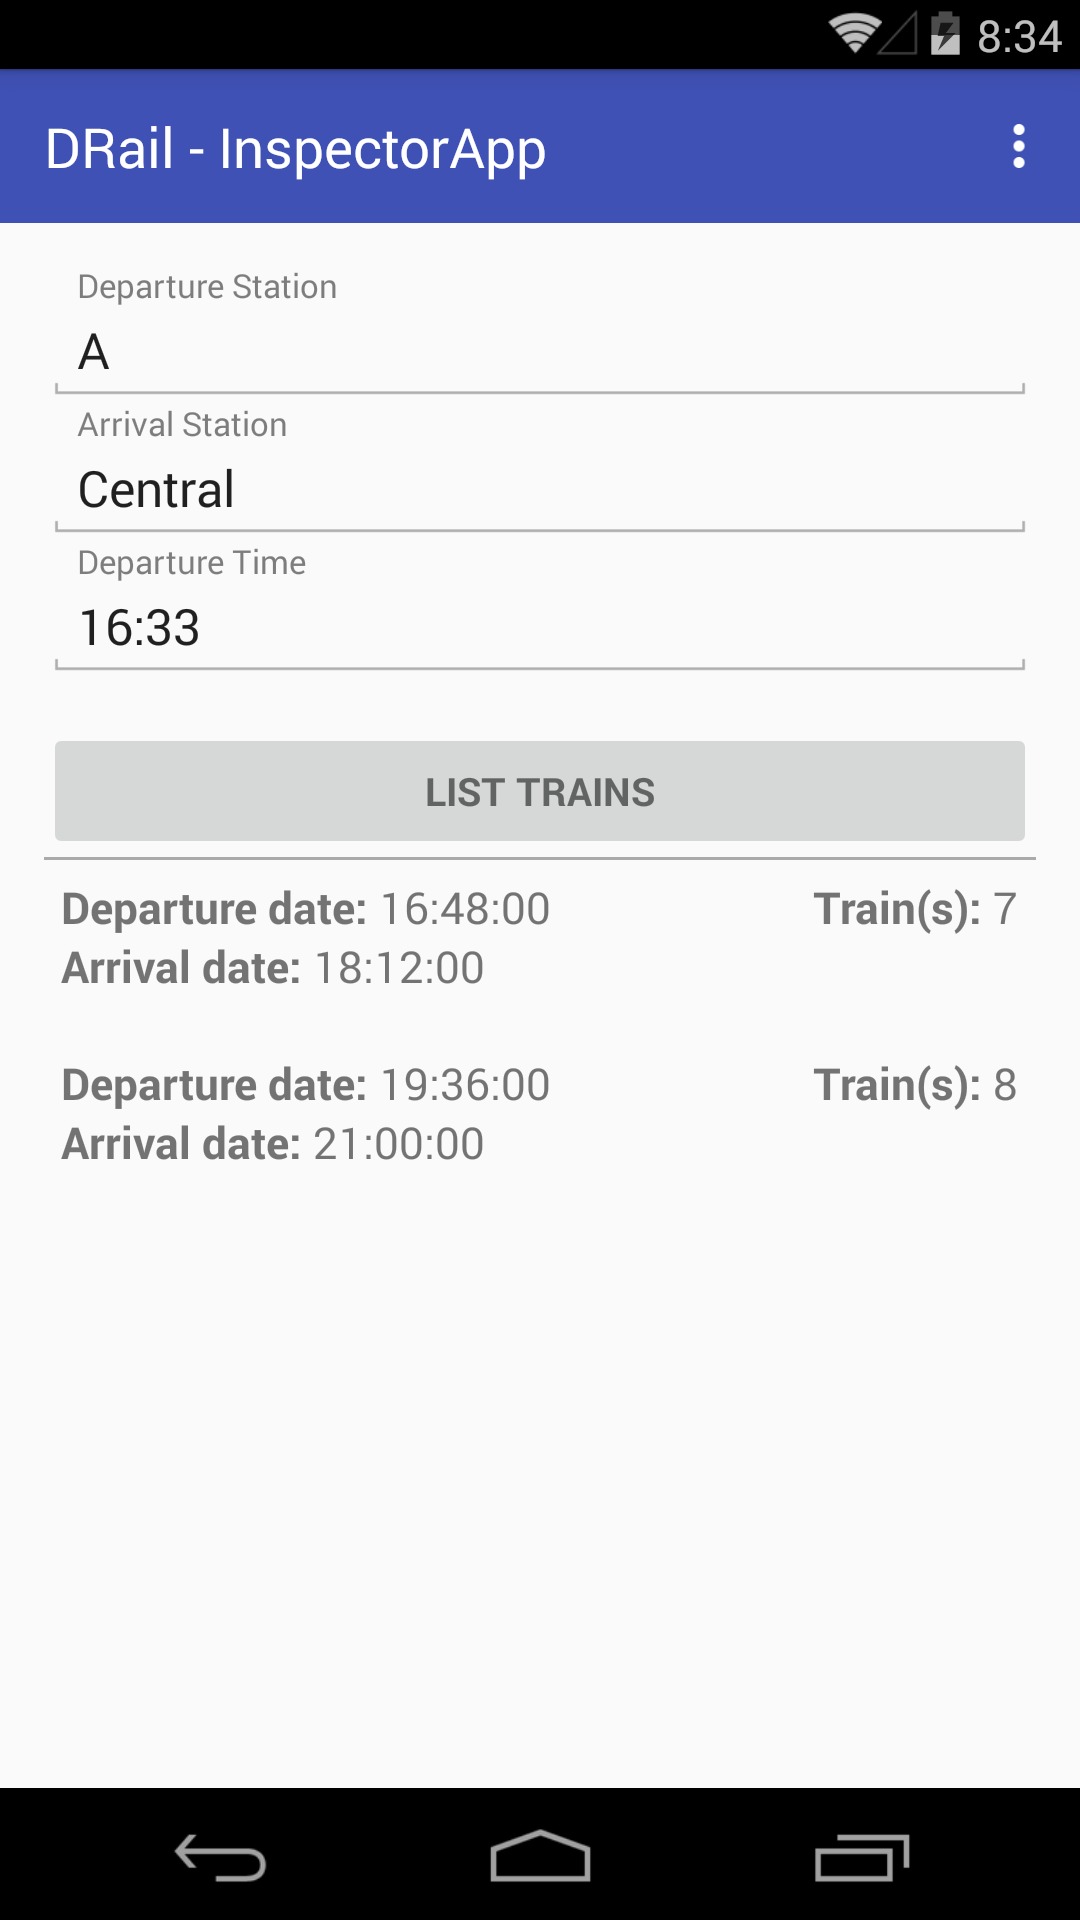 8:34
DRail - InspectorApp
Departure Station
A
Arrival Station
Central
Departure Time
16:33
LIST TRAINS
Departure date: 16:48:00 Train(s): 7
Arrival date: 18:12:00
Departure date: 19:36:00 Train(s): 8
Arrival date: 21:00:00